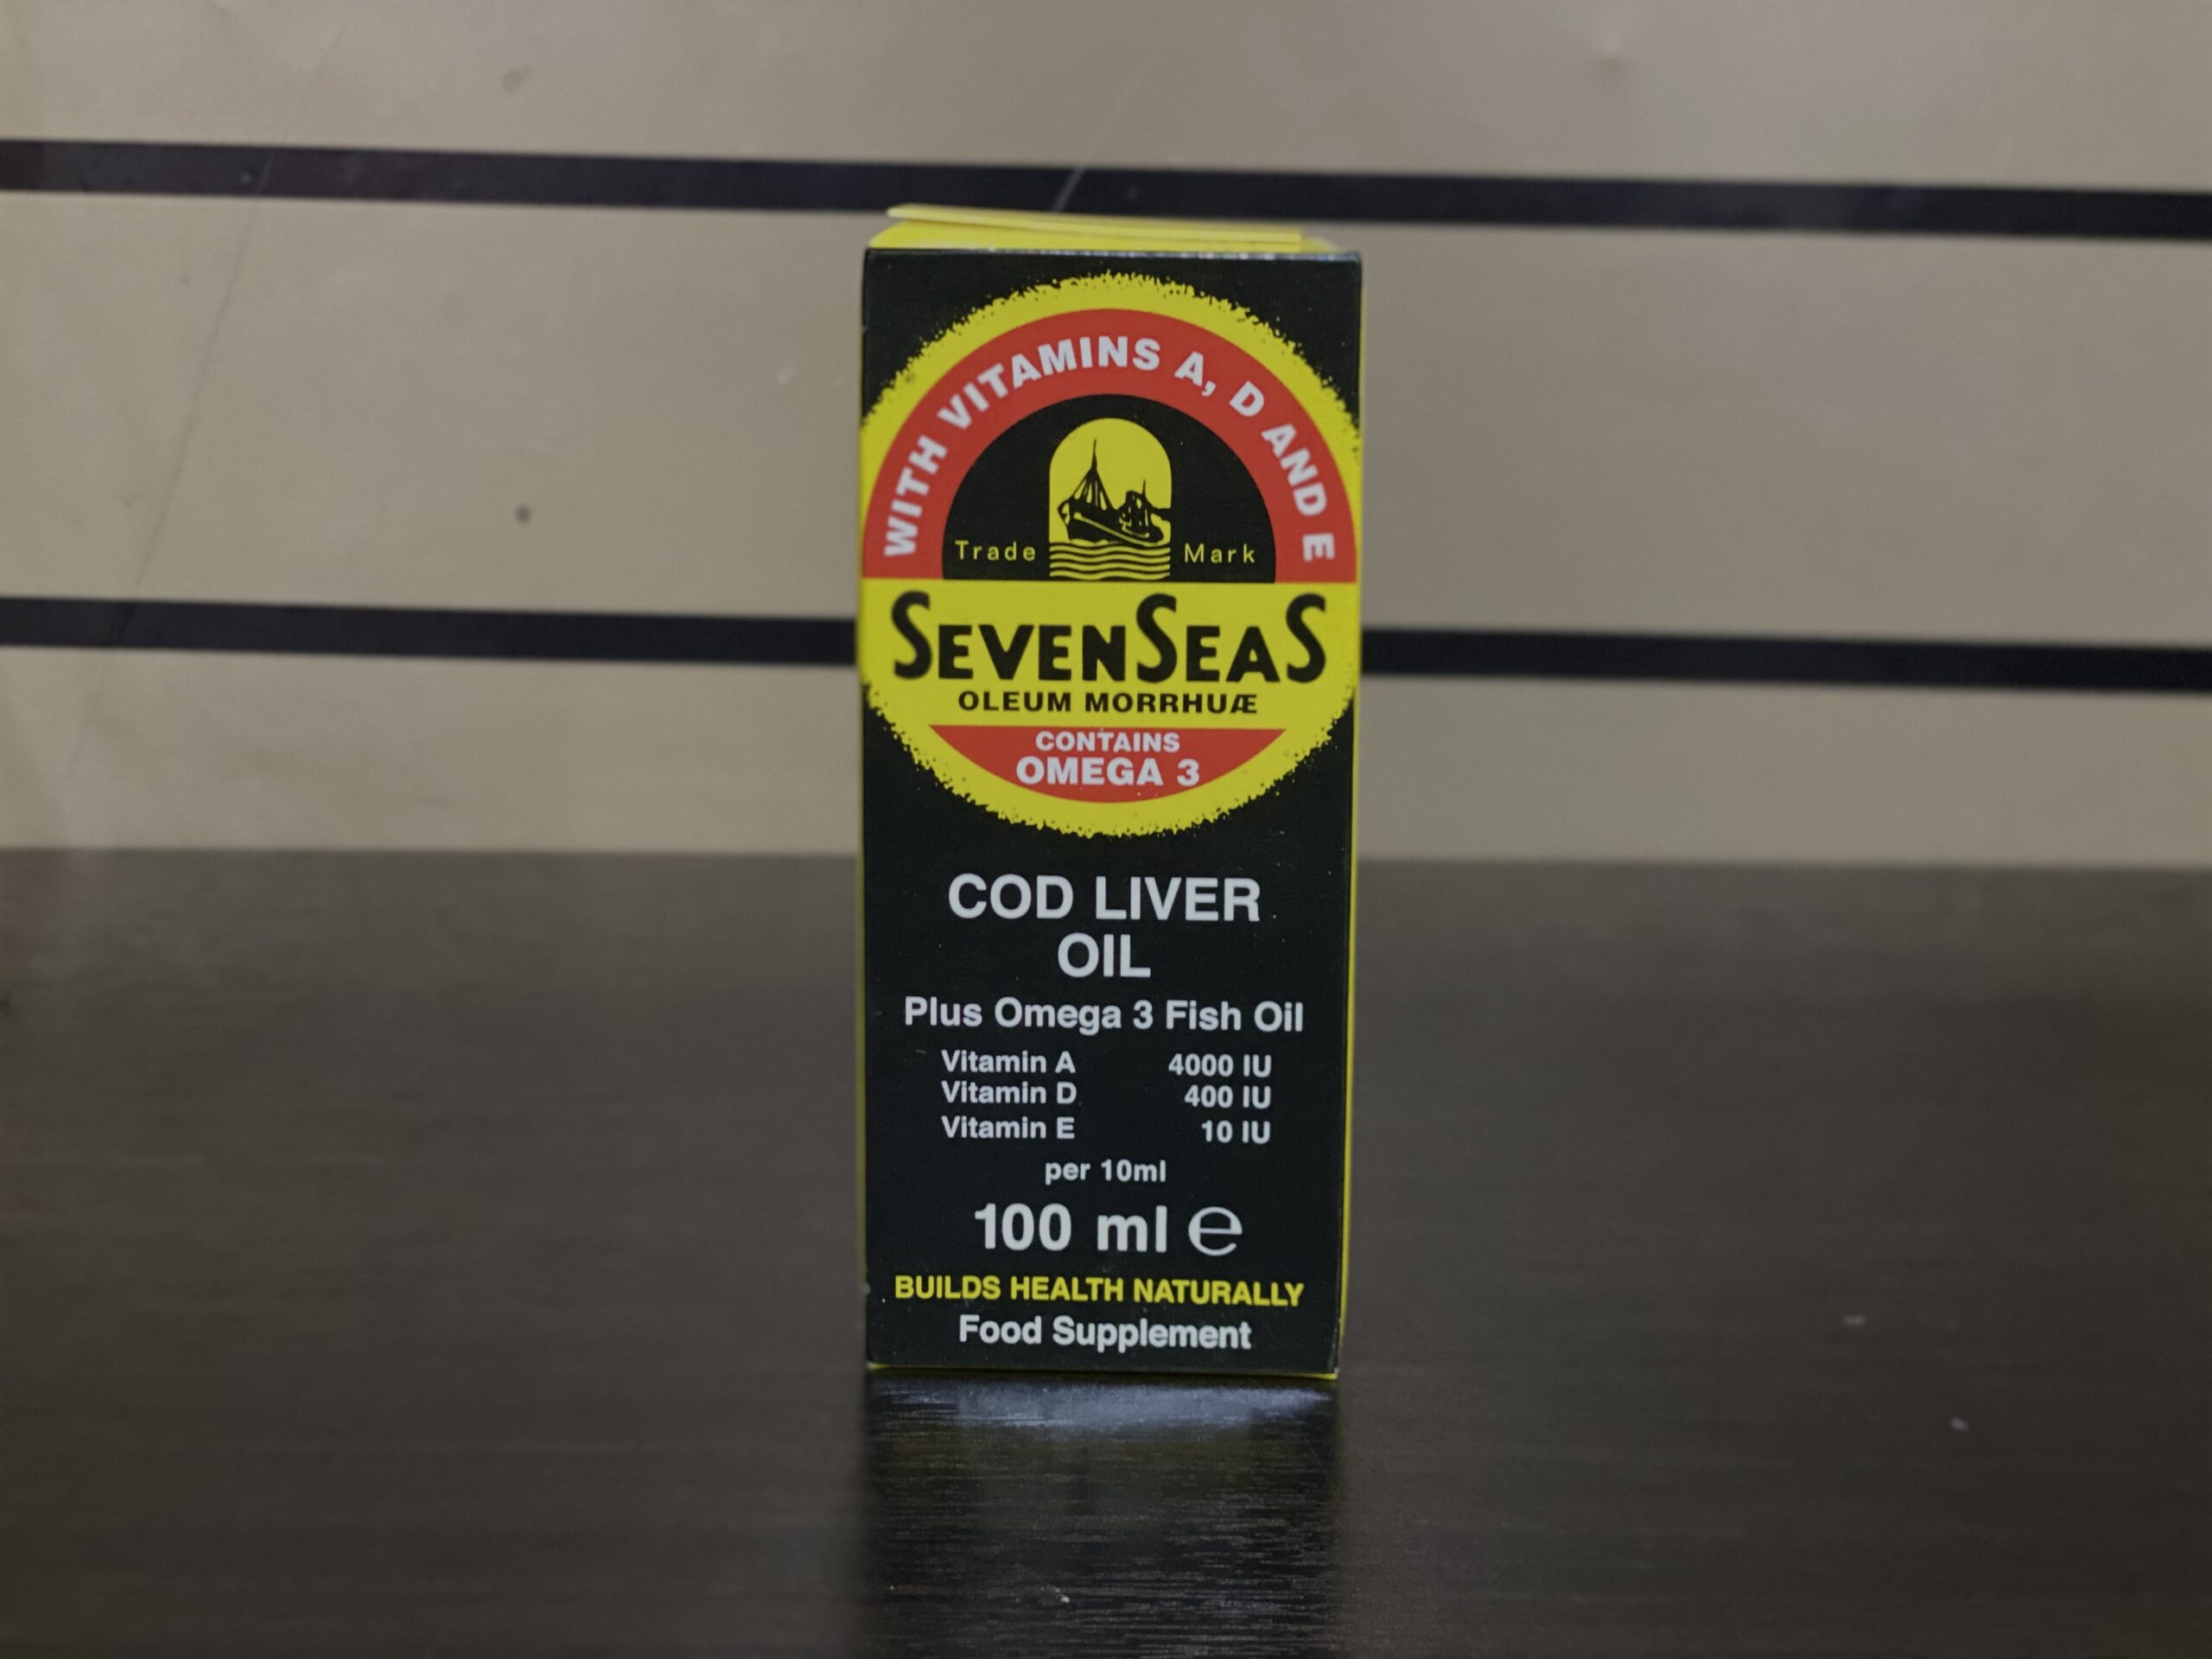 WITH VITAMINS A, D AND E
Trade Mark
SEVENSEAS
OLEUM MORRHUÆ
CONTAINS
OMEGA 3
COD LIVER
OIL
Plus Omega 3 Fish Oil
Vitamin A 4000 IU
Vitamin D 400 IU
Vitamin E 10 IU
per 10ml
100 ml ℮
BUILDS HEALTH NATURALLY
Food Supplement